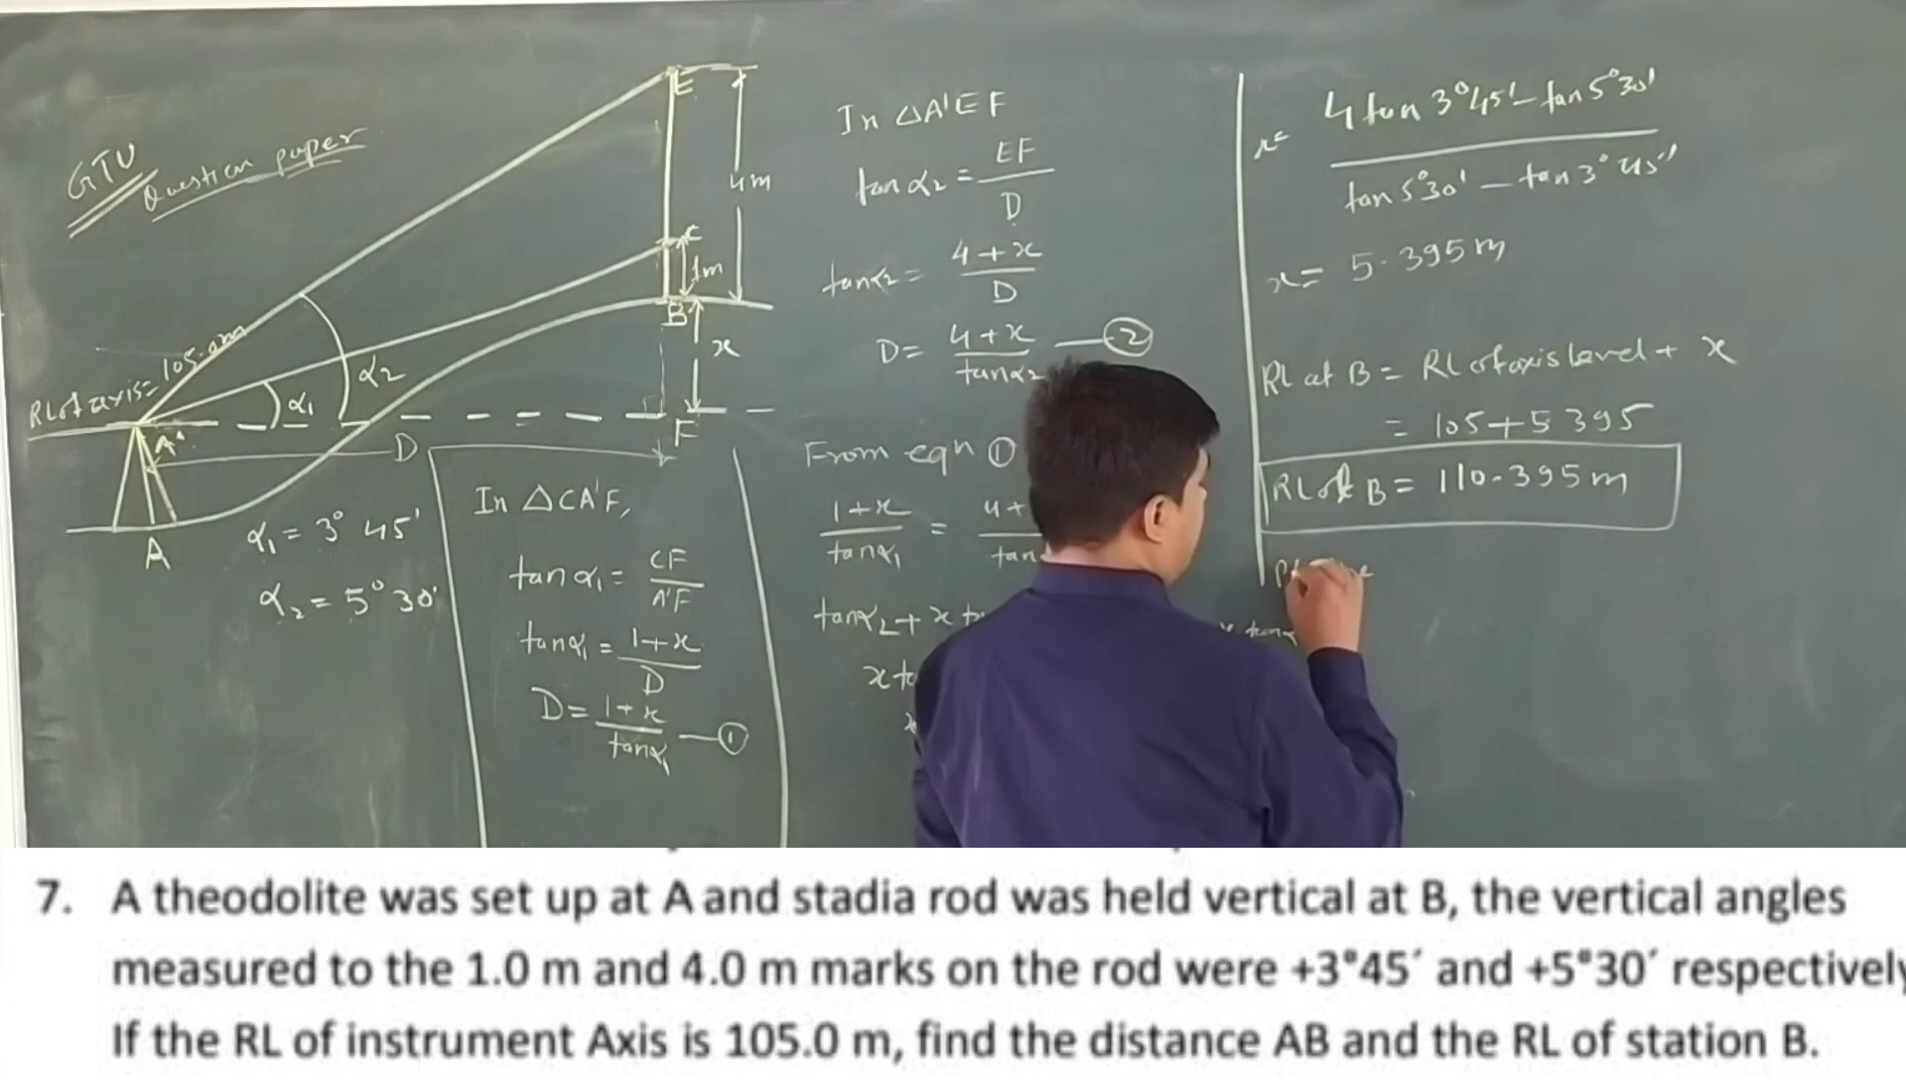 GTU
Question paper
E
4m
C
1m
B
x
RL of axis = 105.0m
α₁
α₂
A'
D
F
A
α₁ = 3° 45'
α₂ = 5° 30'
In △CA'F,
tan α₁ = CF / A'F
tan α₁ = 1+x / D
D = 1+x / tan α₁ — ①
In △A'EF
tan α₂ = EF / D
tan α₂ = 4+x / D
D = 4+x / tan α₂ — ②
From eqn ①
1+x / tan α₁ = 4+ / tan
tan α₂ + x t
x tan
x = 4 tan 3°45' - tan 5°30' / tan 5°30' - tan 3°45'
x = 5.395 m
RL at B = RL of axis level + x
= 105+5 395
RL of B = 110.395 m
7. A theodolite was set up at A and stadia rod was held vertical at B, the vertical angles
measured to the 1.0 m and 4.0 m marks on the rod were +3°45´ and +5°30´ respectively
If the RL of instrument Axis is 105.0 m, find the distance AB and the RL of station B.